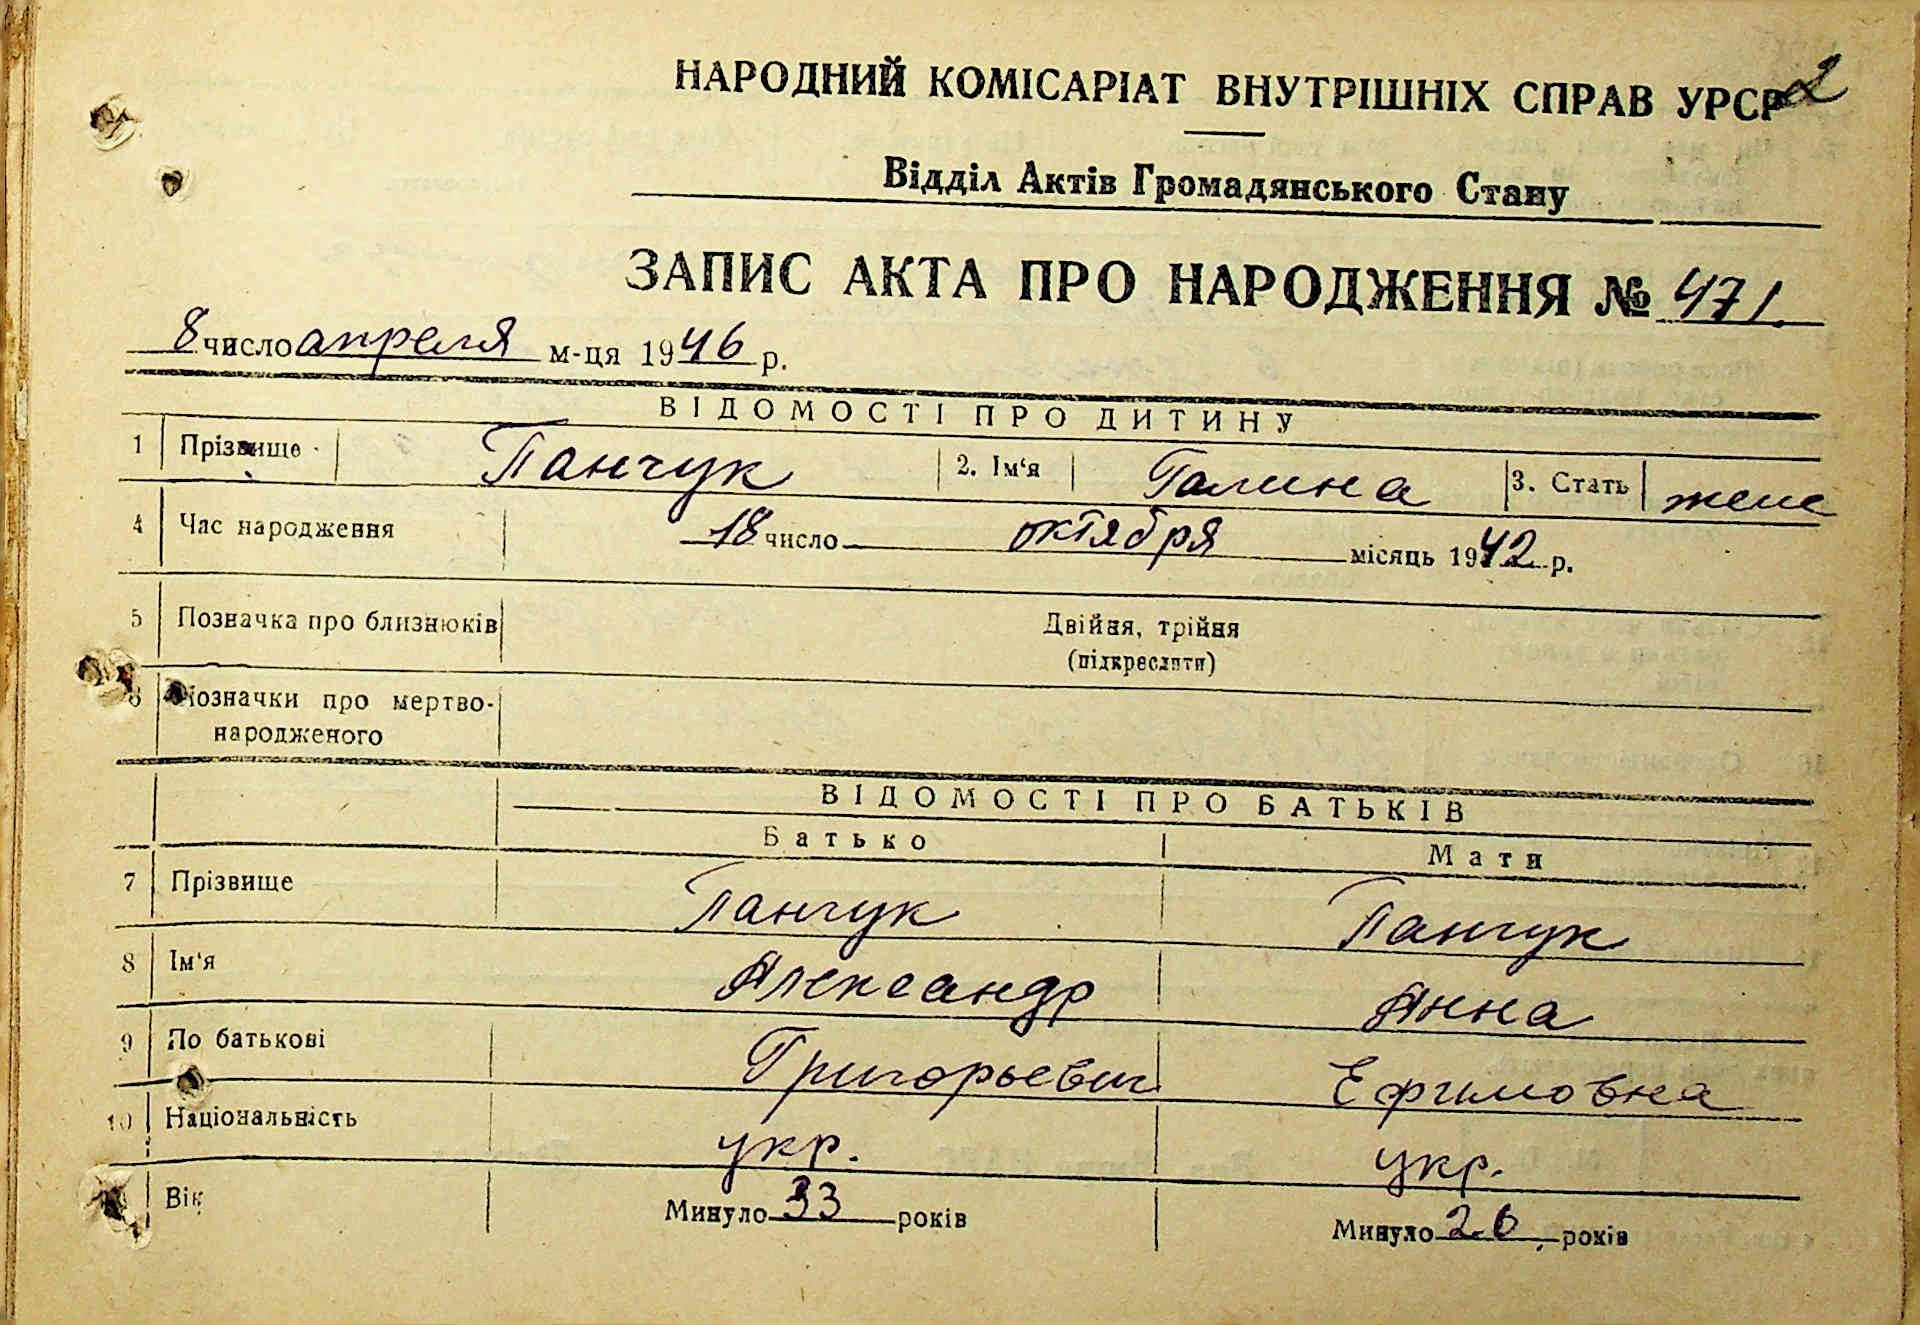 НАРОДНИЙ КОМІСАРІАТ ВНУТРІШНІХ СПРАВ УРСР 2
Відділ Актів Громадянського Стану
ЗАПИС АКТА ПРО НАРОДЖЕННЯ № 471.
8 число апреля м-ця 1946 р.
ВІДОМОСТІ ПРО ДИТИНУ
1 Прізвище Панчук 2. Ім'я Галина 3. Стать женс
4 Час народження 18 число октября місяць 1942 р.
5 Позначка про близнюків Двійня, трійня
(підкреслити)
6 Позначки про мертво-
народженого
ВІДОМОСТІ ПРО БАТЬКІВ
Батько Мати
7 Прізвище Панчук Панчук
8 Ім'я Александр Анна
9 По батькові Григорьевич Ефимовна
10 Національність укр. укр.
Вік Минуло 33 років Минуло 26 років